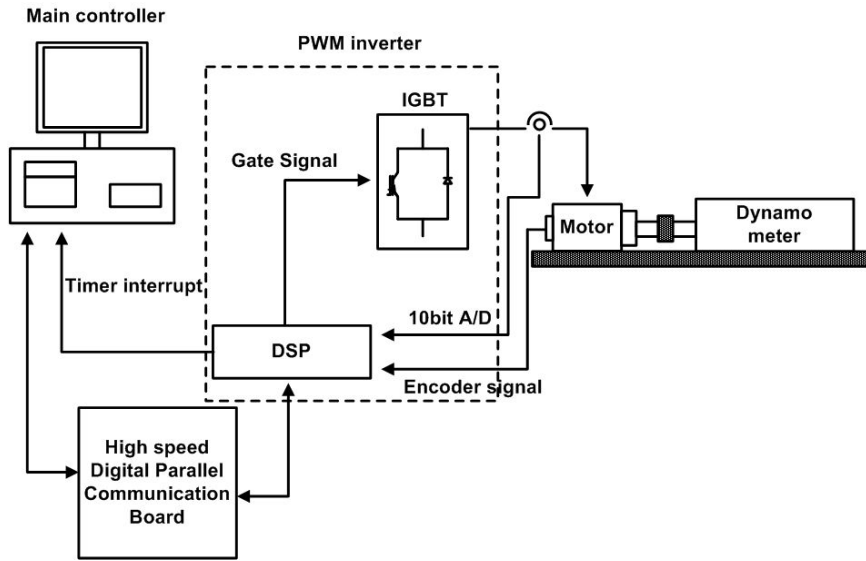 Main controller
PWM inverter
IGBT
Gate Signal
Motor
Dynamo
meter
Timer interrupt
10bit A/D
DSP
Encoder signal
High speed
Digital Parallel
Communication
Board